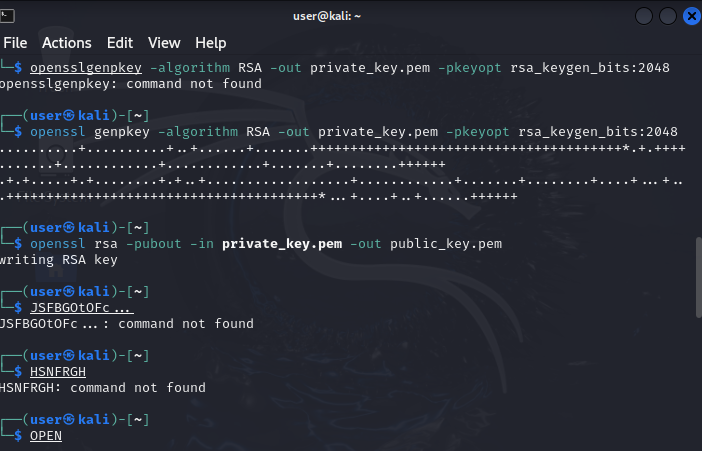 user@kali: ~
File Actions Edit View Help
└─$ opensslgenpkey -algorithm RSA -out private_key.pem -pkeyopt rsa_keygen_bits:2048
opensslgenpkey: command not found
┌──(user㉿kali)-[~]
└─$ openssl genpkey -algorithm RSA -out private_key.pem -pkeyopt rsa_keygen_bits:2048
┌──(user㉿kali)-[~]
└─$ openssl rsa -pubout -in private_key.pem -out public_key.pem
writing RSA key
┌──(user㉿kali)-[~]
└─$ JSFBGOtOFc...
JSFBGOtOFc...: command not found
┌──(user㉿kali)-[~]
└─$ HSNFRGH
HSNFRGH: command not found
┌──(user㉿kali)-[~]
└─$ OPEN